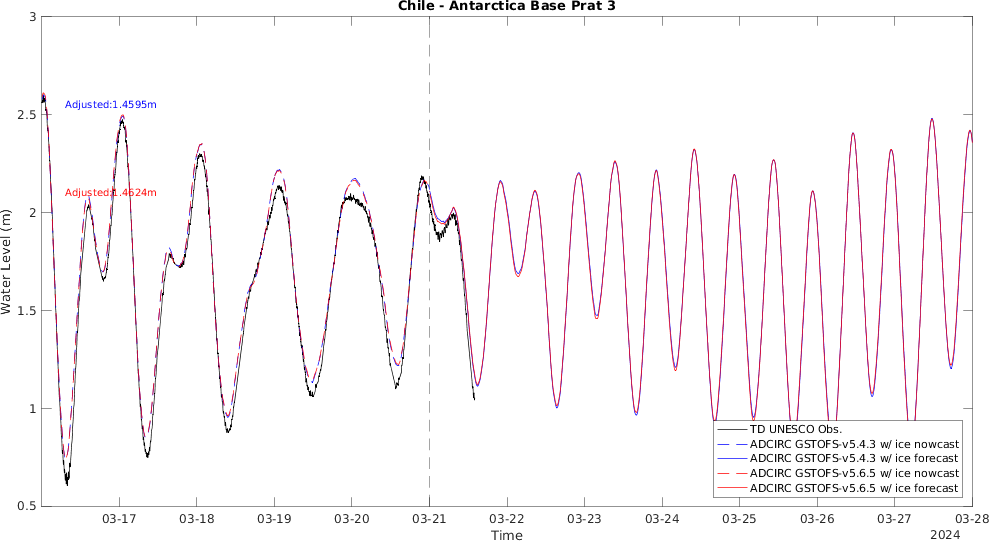 Chile - Antarctica Base Prat 3
3
2.5
2
1.5
1
0.5
Water Level (m)
Adjusted:1.4595m
Adjusted:1.4624m
TD UNESCO Obs.
ADCIRC GSTOFS-v5.4.3 w/ ice nowcast
ADCIRC GSTOFS-v5.4.3 w/ ice forecast
ADCIRC GSTOFS-v5.6.5 w/ ice nowcast
ADCIRC GSTOFS-v5.6.5 w/ ice forecast
03-17 03-18 03-19 03-20 03-21 03-22 03-23 03-24 03-25 03-26 03-27 03-28
Time
2024